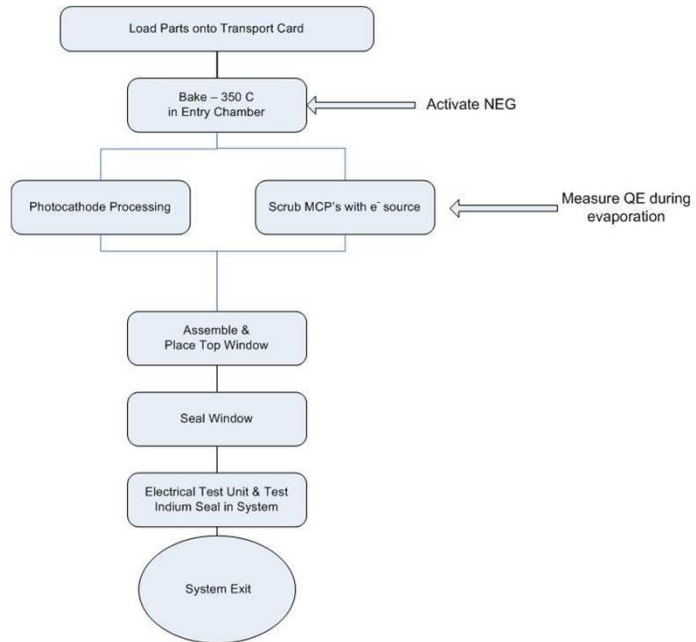 Load Parts onto Transport Card
Bake – 350 C
in Entry Chamber
Activate NEG
Photocathode Processing
Scrub MCP's with e⁻ source
Measure QE during
evaporation
Assemble &
Place Top Window
Seal Window
Electrical Test Unit & Test
Indium Seal in System
System Exit